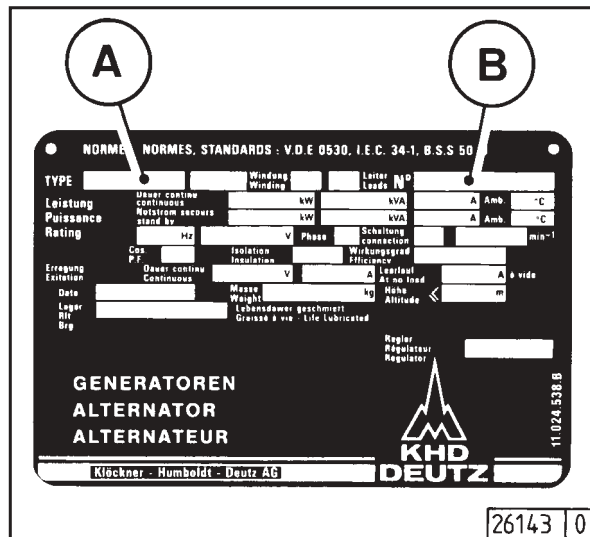 A B
NORME NORMES, STANDARDS : V.D.E 0530, I.E.C. 34-1, B.S.S 50
TYPE Windung Winding Leiter Leads No
Leistung Puissance Rating
Dauer continu continuous kW kVA A Amb. °C
Notstrom secours stand by kW kVA A Amb. °C
Hz V Phase Schaltung connection min-1
Cos. P.F. Isolation Insulation Wirkungsgrad Efficiency
Erregung Exitation Dauer continu Continuous V A Leerlauf At no load A à vide
Date Masse Weight kg Höhe Altitude < m
Lager Rlt Brg Lebensdauer geschmiert
Graissé à vie - Life Lubricated
Regler
Régulateur
Regulator
GENERATOREN
ALTERNATOR
ALTERNATEUR
KHD
DEUTZ
11.024.538.B
Klöckner - Humboldt - Deutz AG
26143 0